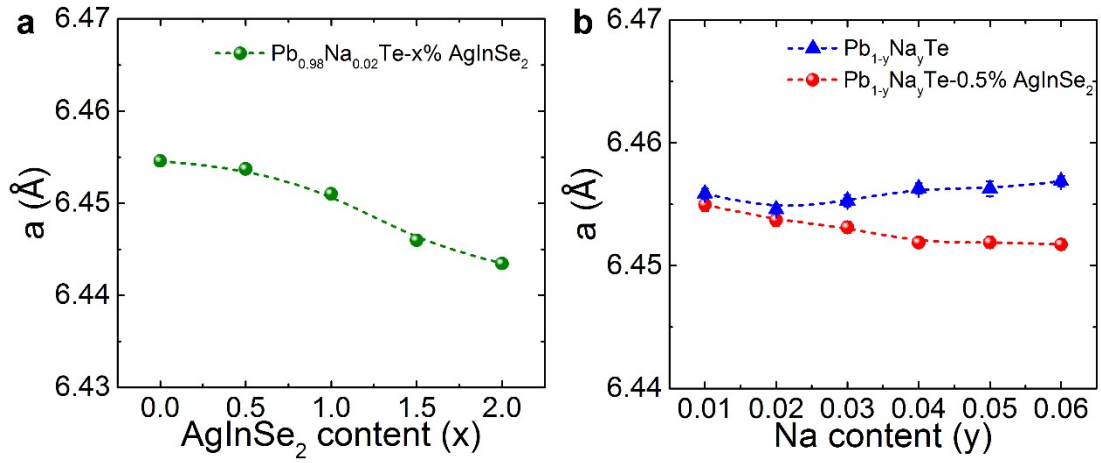 a
6.47
6.46
6.45
6.44
6.43
a (Å)
Pb0.98Na0.02Te-x% AgInSe2
0.0 0.5 1.0 1.5 2.0
AgInSe2 content (x)
b
6.47
6.46
6.45
6.44
a (Å)
Pb1-yNayTe
Pb1-yNayTe-0.5% AgInSe2
0.01 0.02 0.03 0.04 0.05 0.06
Na content (y)